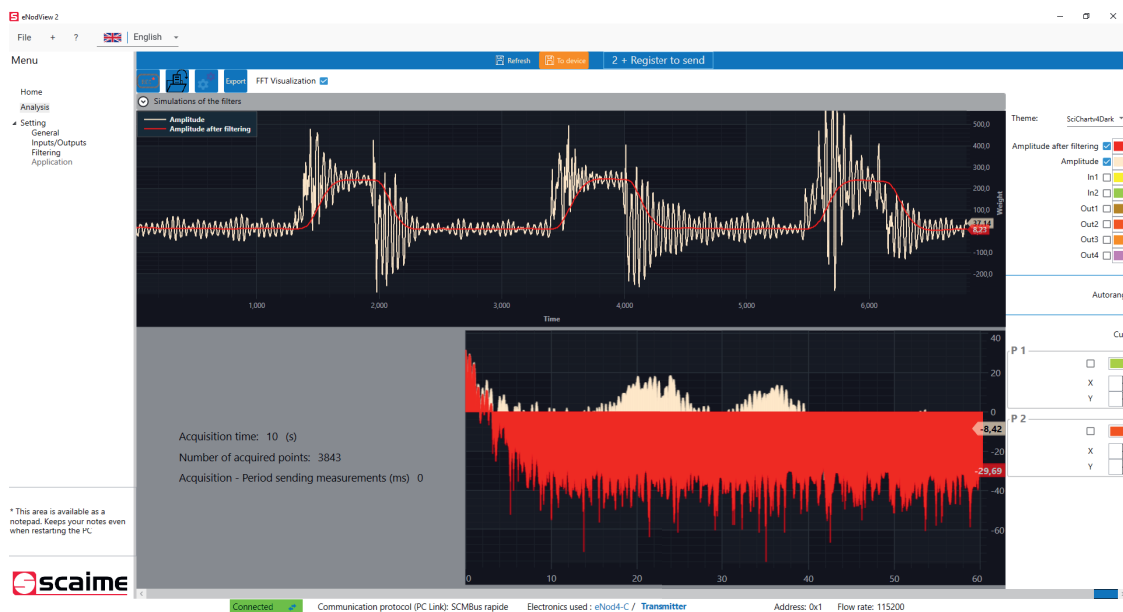 eNodView 2
File + ? English
Menu
Refresh To device 2 + Register to send
Export FFT Visualization
Home
Analysis
Setting
General
Inputs/Outputs
Filtering
Application
Simulations of the filters
Amplitude
Amplitude after filtering
500,0
400,0
300,0
200,0
100,0
37,14
8,23
-100,0
-200,0
Weight
1,000 2,000 3,000 4,000 5,000 6,000
Time
Theme: SciChartv4Dark
Amplitude after filtering
Amplitude
In1
In2
Out1
Out2
Out3
Out4
Autorang
Cu
P 1
X
Y
P 2
X
Y
40
20
0
-8,42
-20
-29,69
-40
-60
0 10 20 30 40 50 60
Acquisition time: 10 (s)
Number of acquired points: 3843
Acquisition - Period sending measurements (ms) 0
* This area is available as a
notepad. Keeps your notes even
when restarting the PC
scaime
Connected Communication protocol (PC Link): SCMBus rapide Electronics used : eNod4-C / Transmitter Address: 0x1 Flow rate: 115200